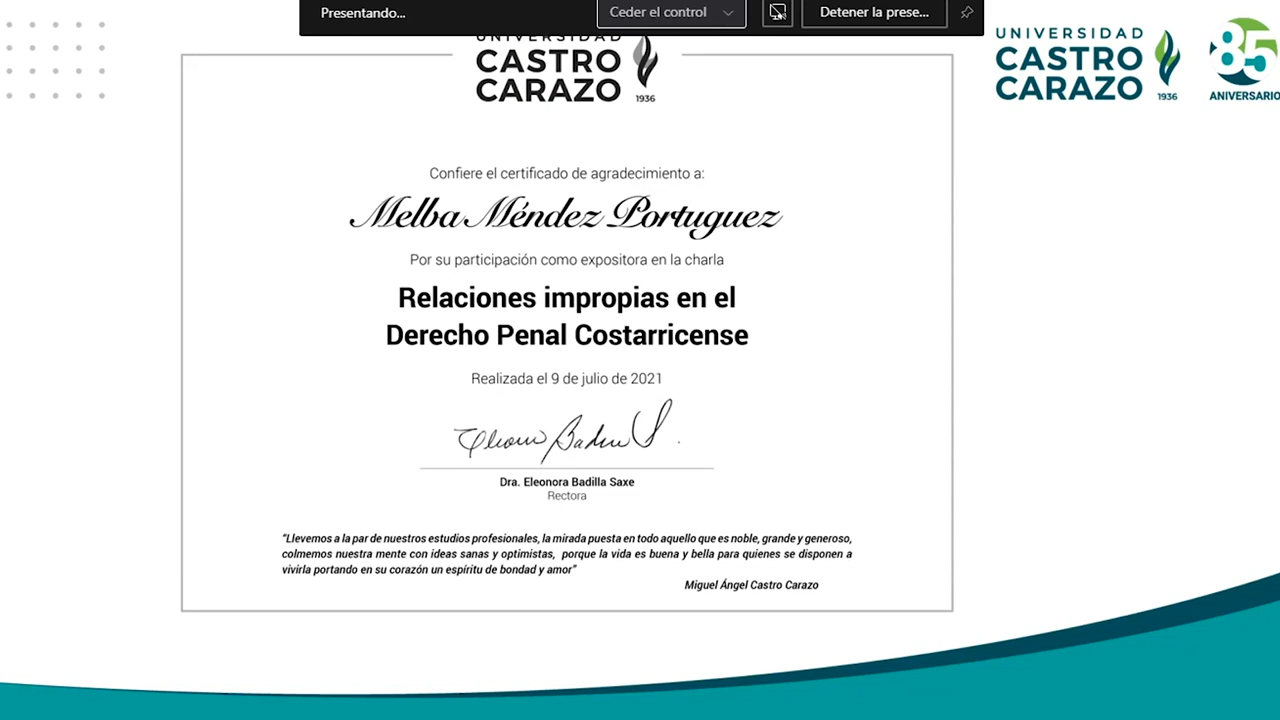 Presentando...
Ceder el control
Detener la prese...
UNIVERSIDAD
CASTRO
CARAZO
1936
UNIVERSIDAD
CASTRO
CARAZO
1936
85
ANIVERSARIO
Confiere el certificado de agradecimiento a:
Melba Méndez Portuguez
Por su participación como expositora en la charla
Relaciones impropias en el
Derecho Penal Costarricense
Realizada el 9 de julio de 2021
Dra. Eleonora Badilla Saxe
Rectora
“Llevemos a la par de nuestros estudios profesionales, la mirada puesta en todo aquello que es noble, grande y generoso,
colmemos nuestra mente con ideas sanas y optimistas, porque la vida es buena y bella para quienes se disponen a
vivirla portando en su corazón un espíritu de bondad y amor”
Miguel Ángel Castro Carazo